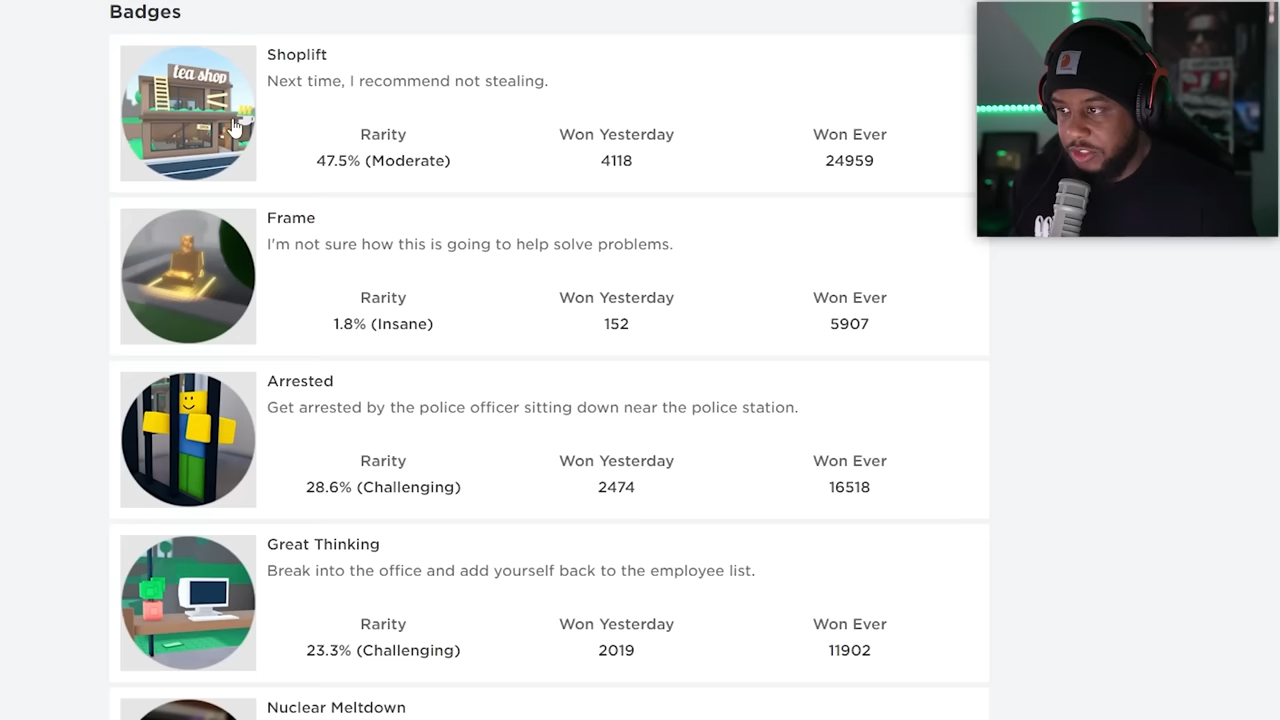 Badges
tea shop
Shoplift
Next time, I recommend not stealing.
Rarity Won Yesterday Won Ever
47.5% (Moderate) 4118 24959
Frame
I'm not sure how this is going to help solve problems.
Rarity Won Yesterday Won Ever
1.8% (Insane) 152 5907
Arrested
Get arrested by the police officer sitting down near the police station.
Rarity Won Yesterday Won Ever
28.6% (Challenging) 2474 16518
Great Thinking
Break into the office and add yourself back to the employee list.
Rarity Won Yesterday Won Ever
23.3% (Challenging) 2019 11902
Nuclear Meltdown